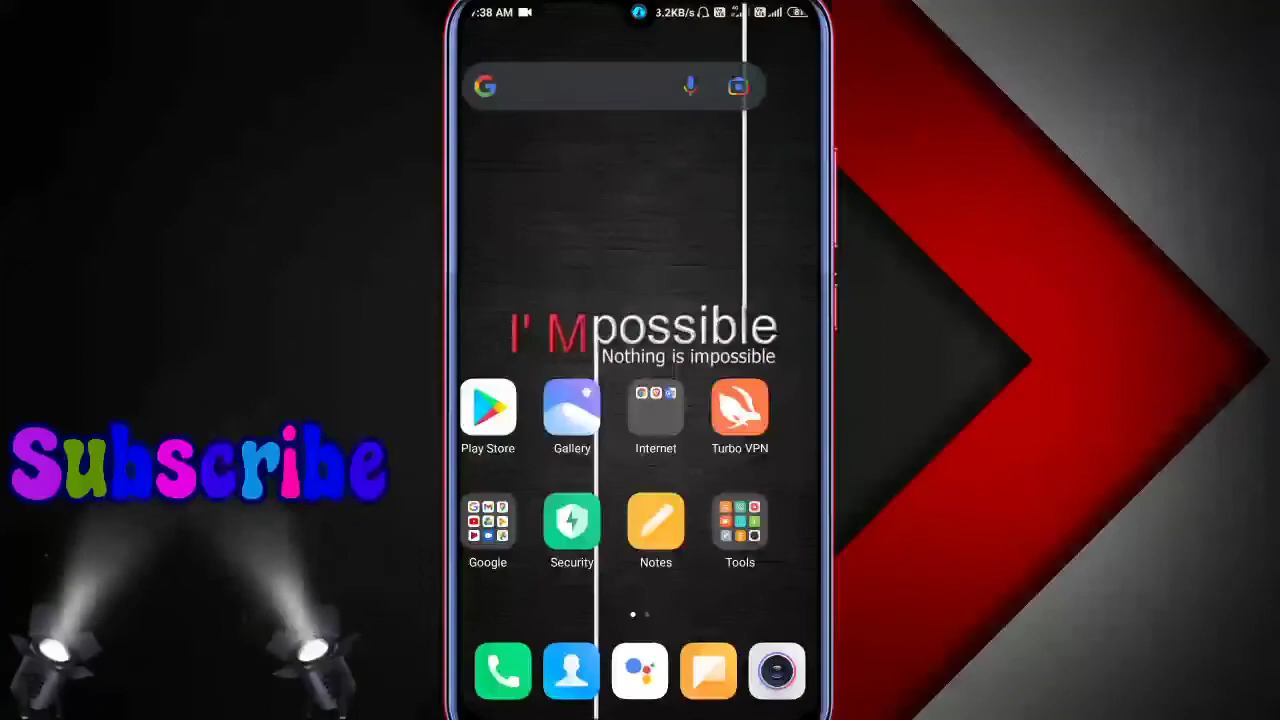 7:38 AM
3.2KB/s
I' Mpossible
Nothing is impossible
Play Store
Gallery
Internet
Turbo VPN
Google
Security
Notes
Tools
Subscribe